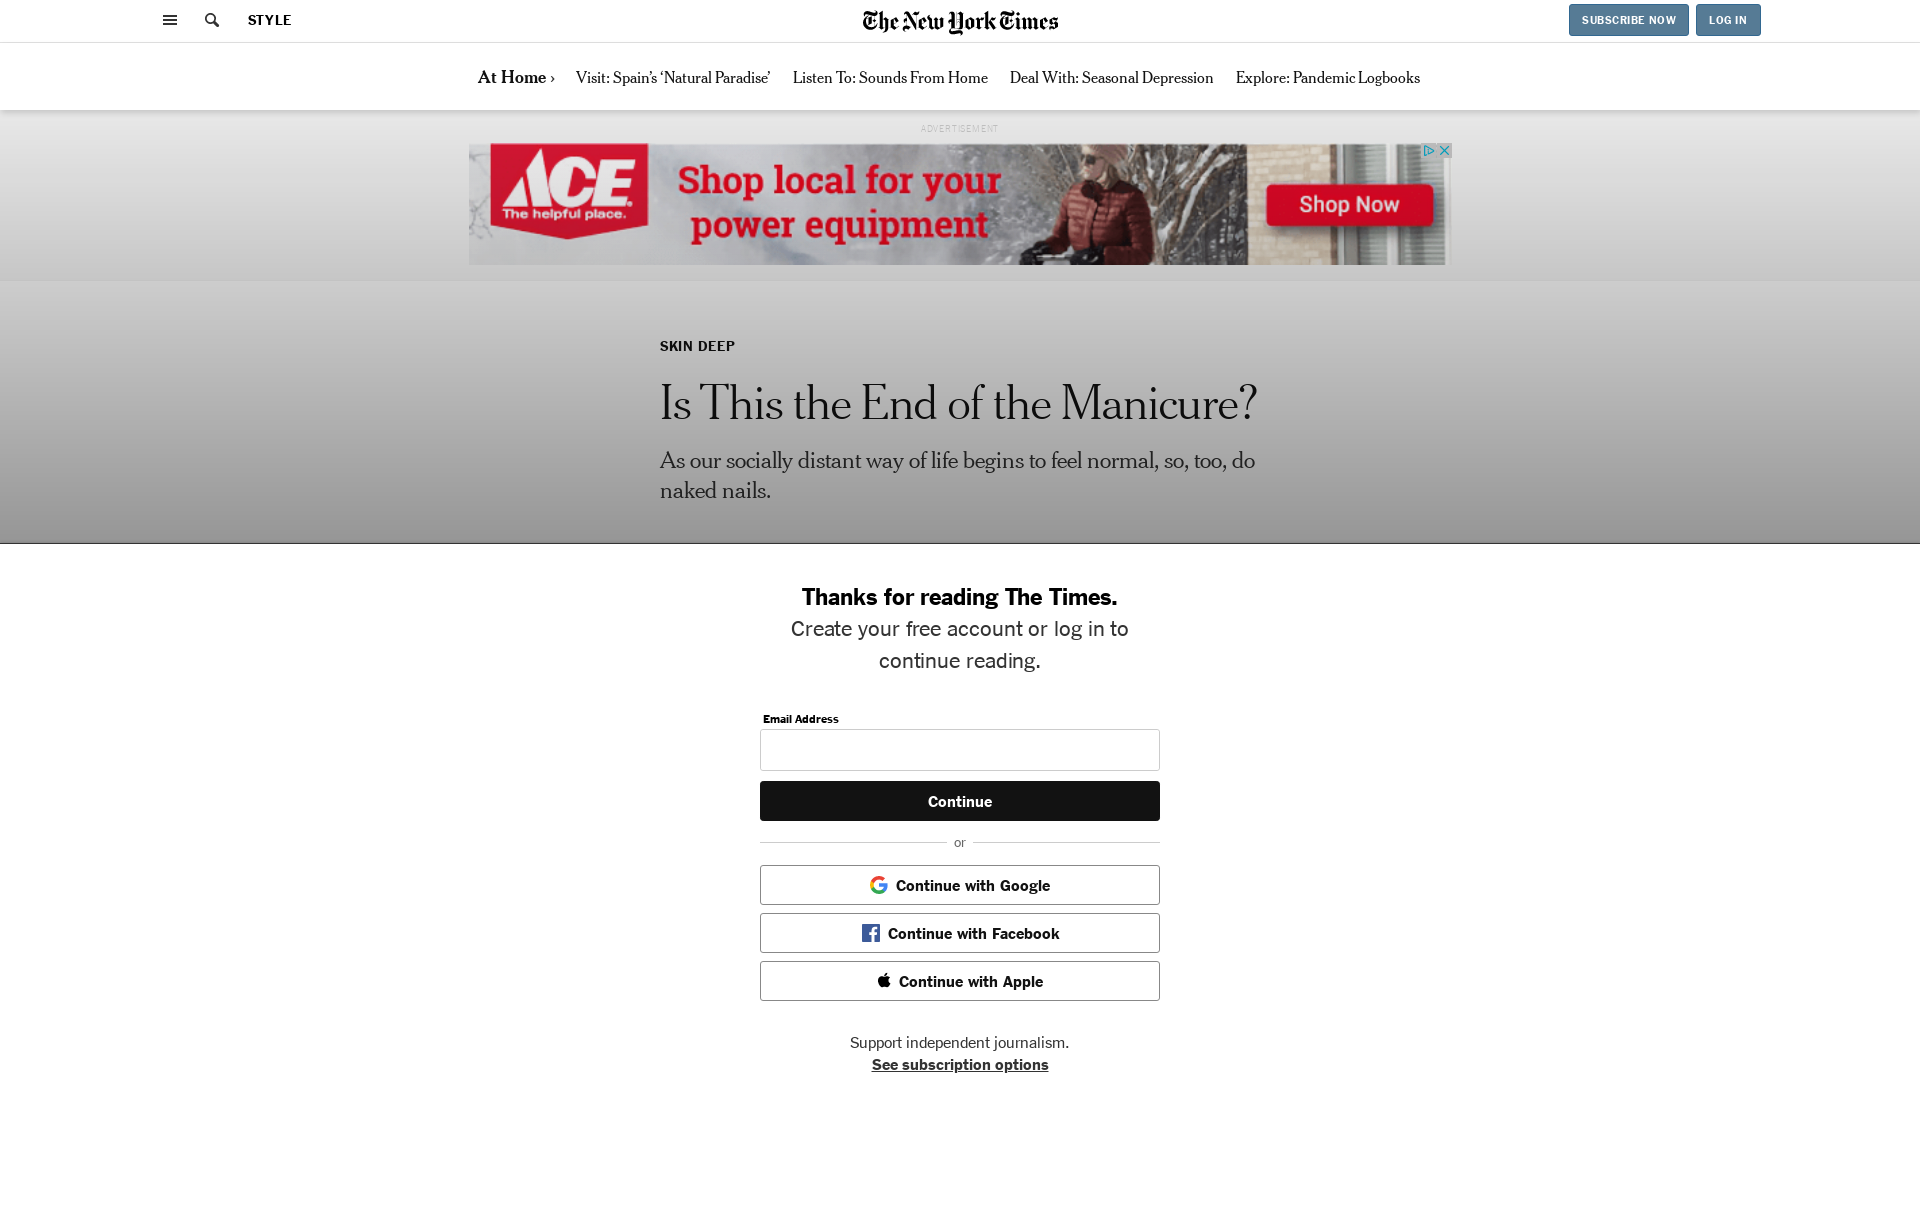 STYLE
The New York Times
SUBSCRIBE NOW
LOG IN
At Home ›
Visit: Spain’s ‘Natural Paradise’
Listen To: Sounds From Home
Deal With: Seasonal Depression
Explore: Pandemic Logbooks
ADVERTISEMENT
ACE
The helpful place.
Shop local for your
power equipment
Shop Now
SKIN DEEP
Is This the End of the Manicure?
As our socially distant way of life begins to feel normal, so, too, do
naked nails.
Thanks for reading The Times.
Create your free account or log in to
continue reading.
Email Address
Continue
or
Continue with Google
Continue with Facebook
Continue with Apple
Support independent journalism.
See subscription options